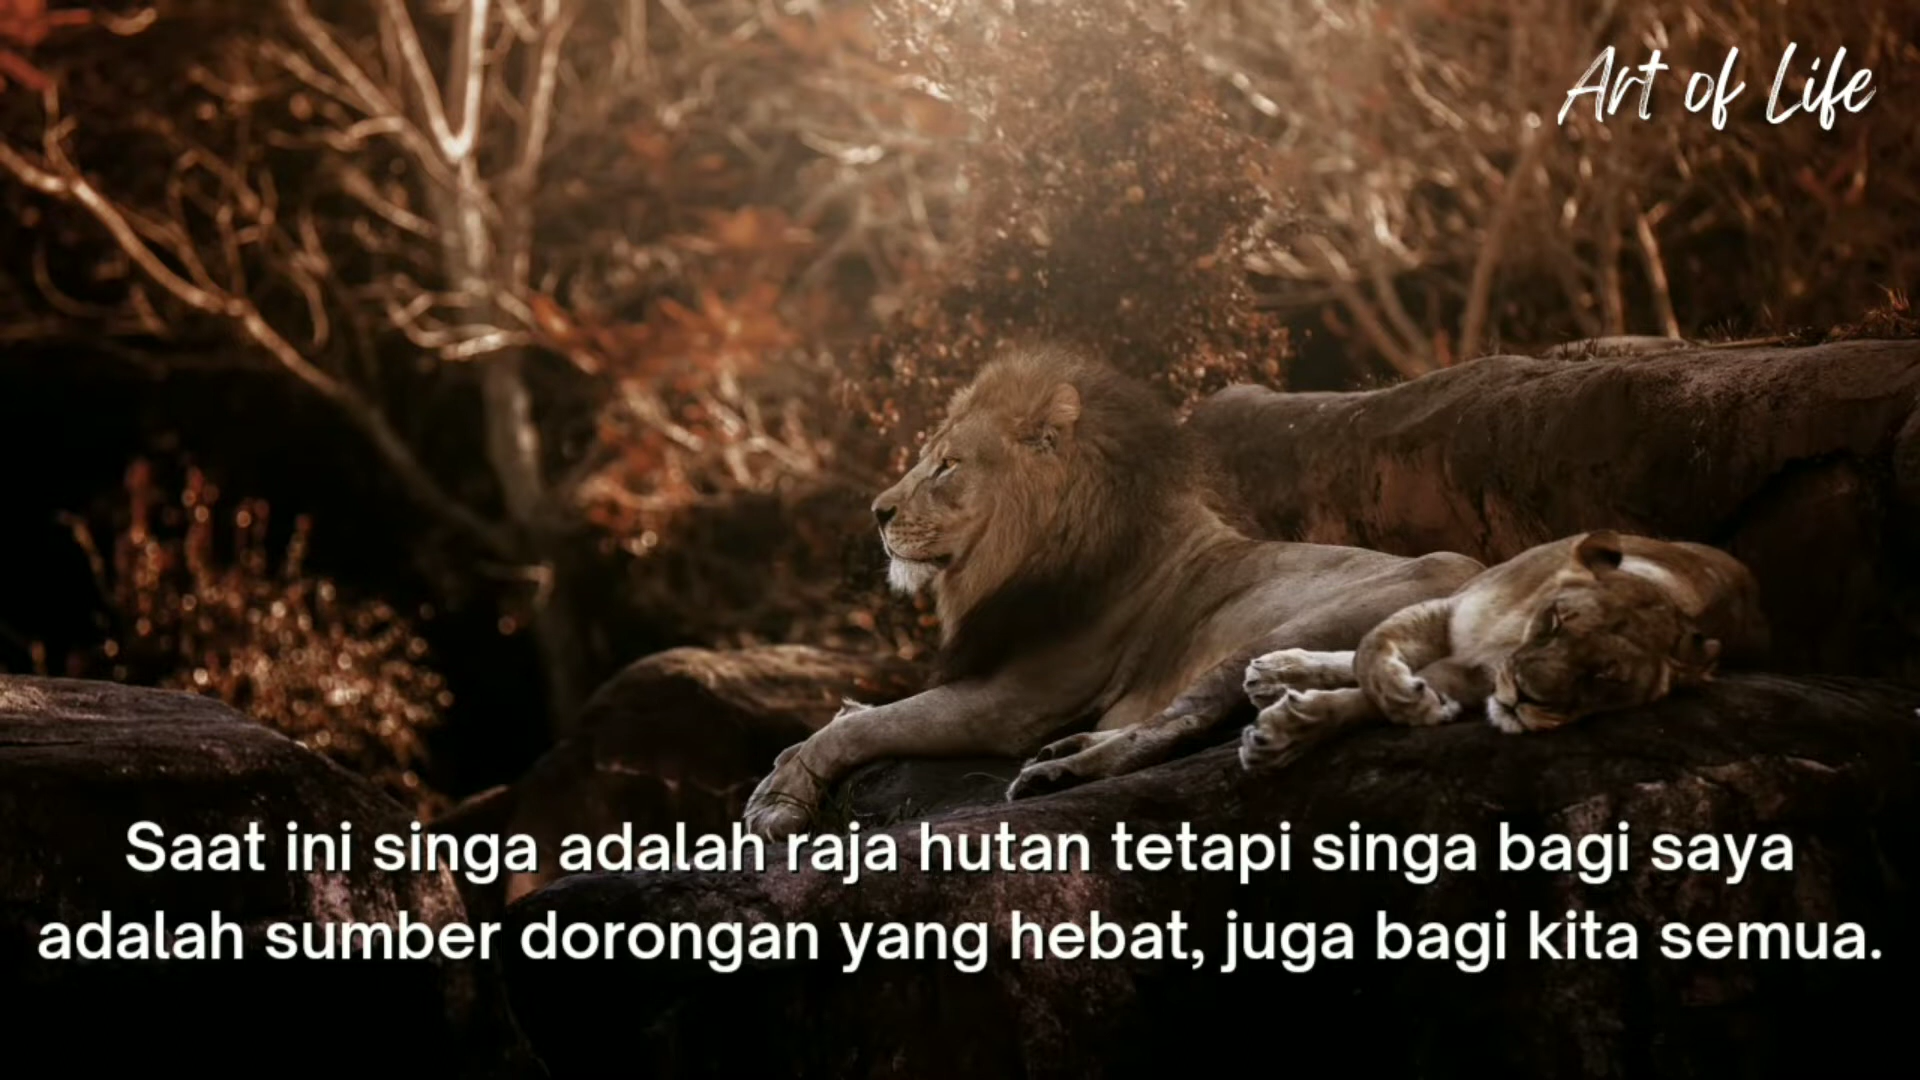 Art of Life
Saat ini singa adalah raja hutan tetapi singa bagi saya
adalah sumber dorongan yang hebat, juga bagi kita semua.